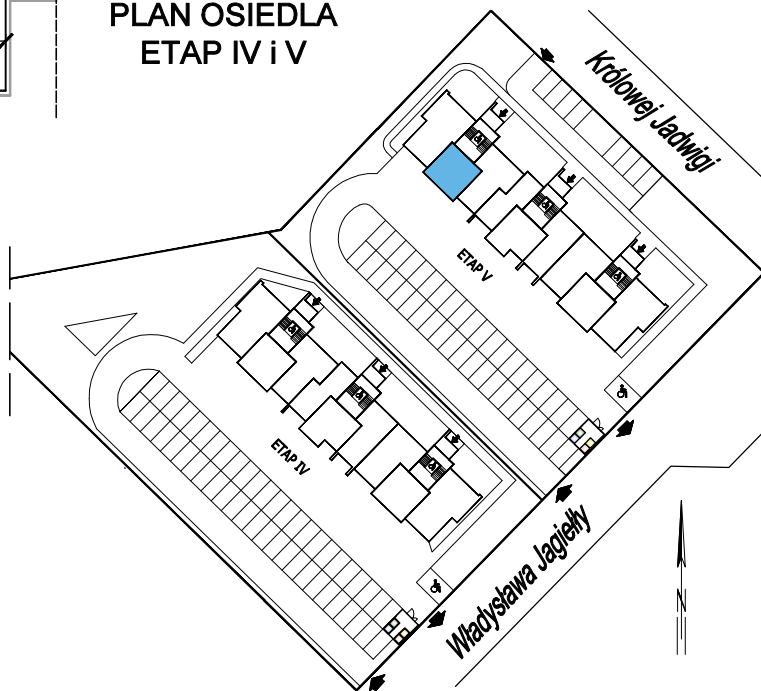 PLAN OSIEDLA
ETAP IV i V
Królowej Jadwigi
ETAP V
ETAP IV
Władysława Jagiełły
N